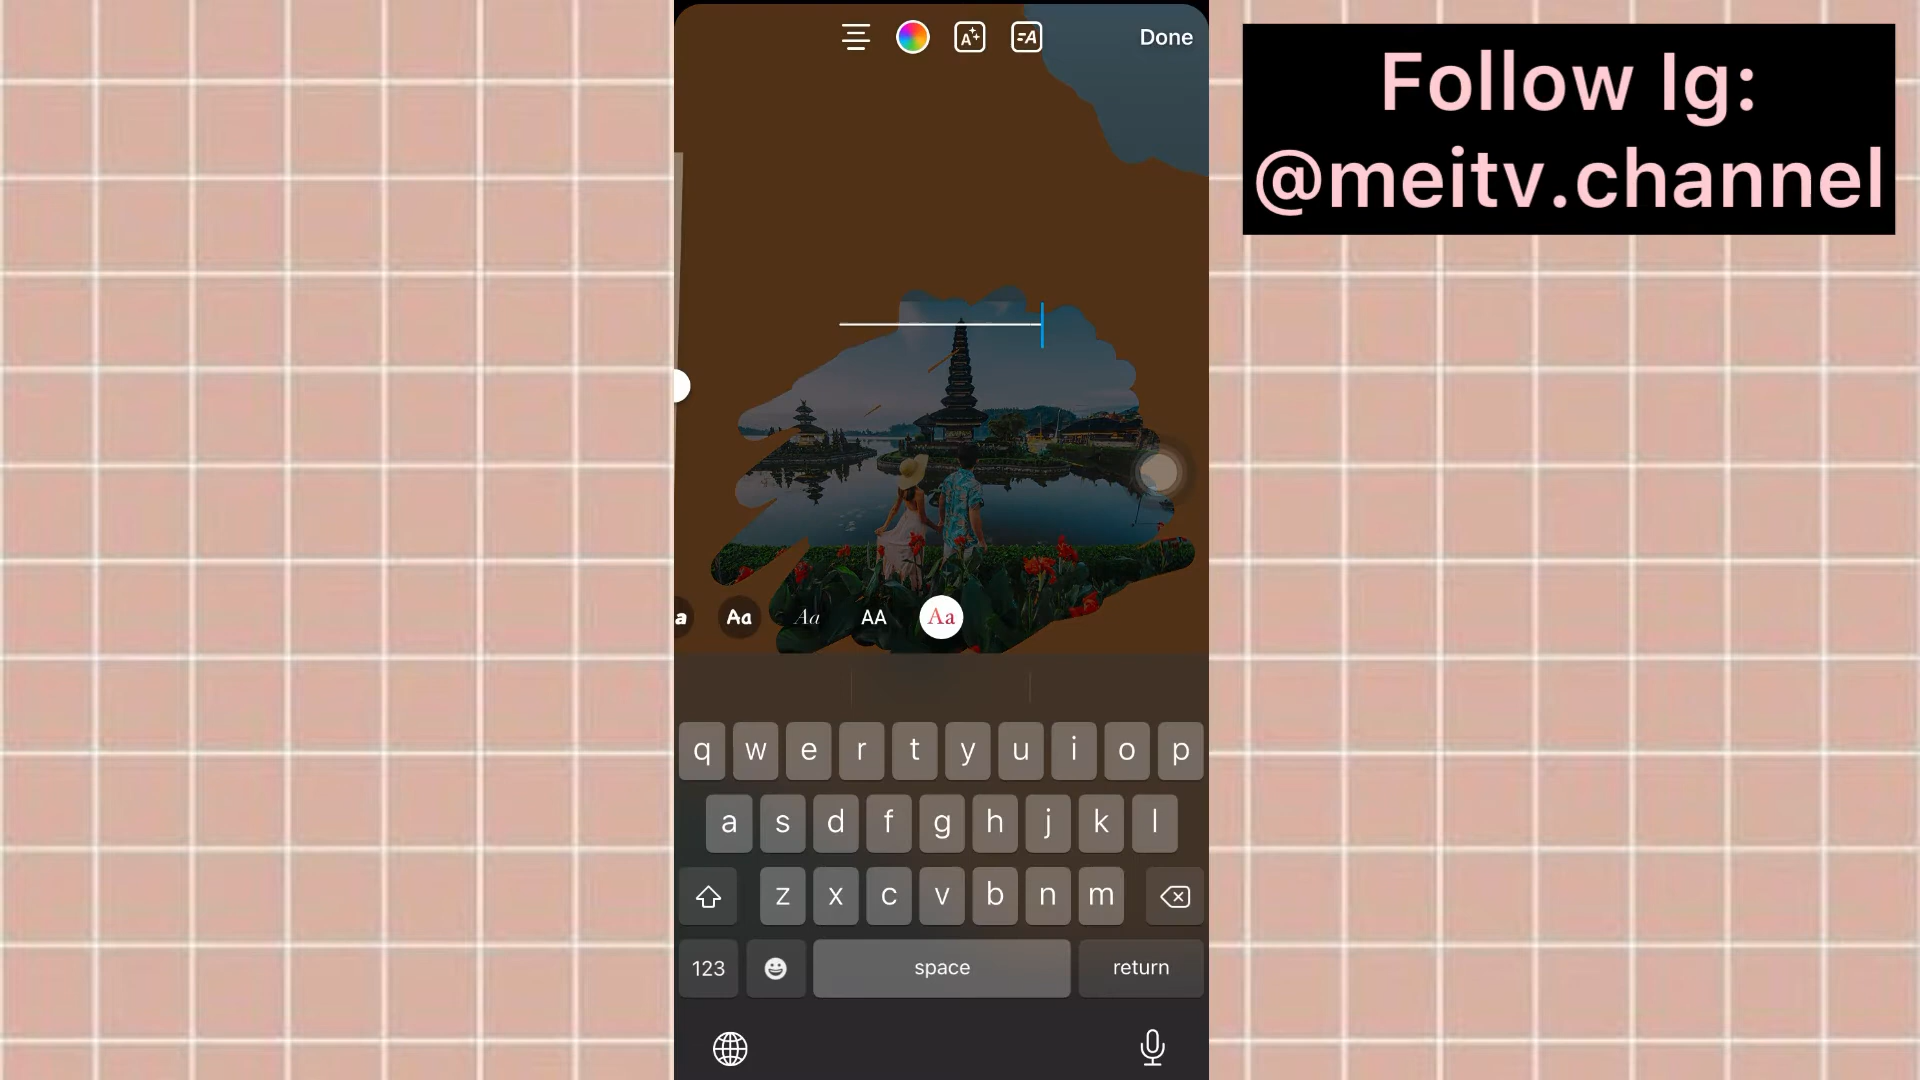 Done
Follow Ig:
@meitv.channel
a Aa Aa AA Aa
q w e r t y u i o p
a s d f g h j k l
z x c v b n m
123 space return